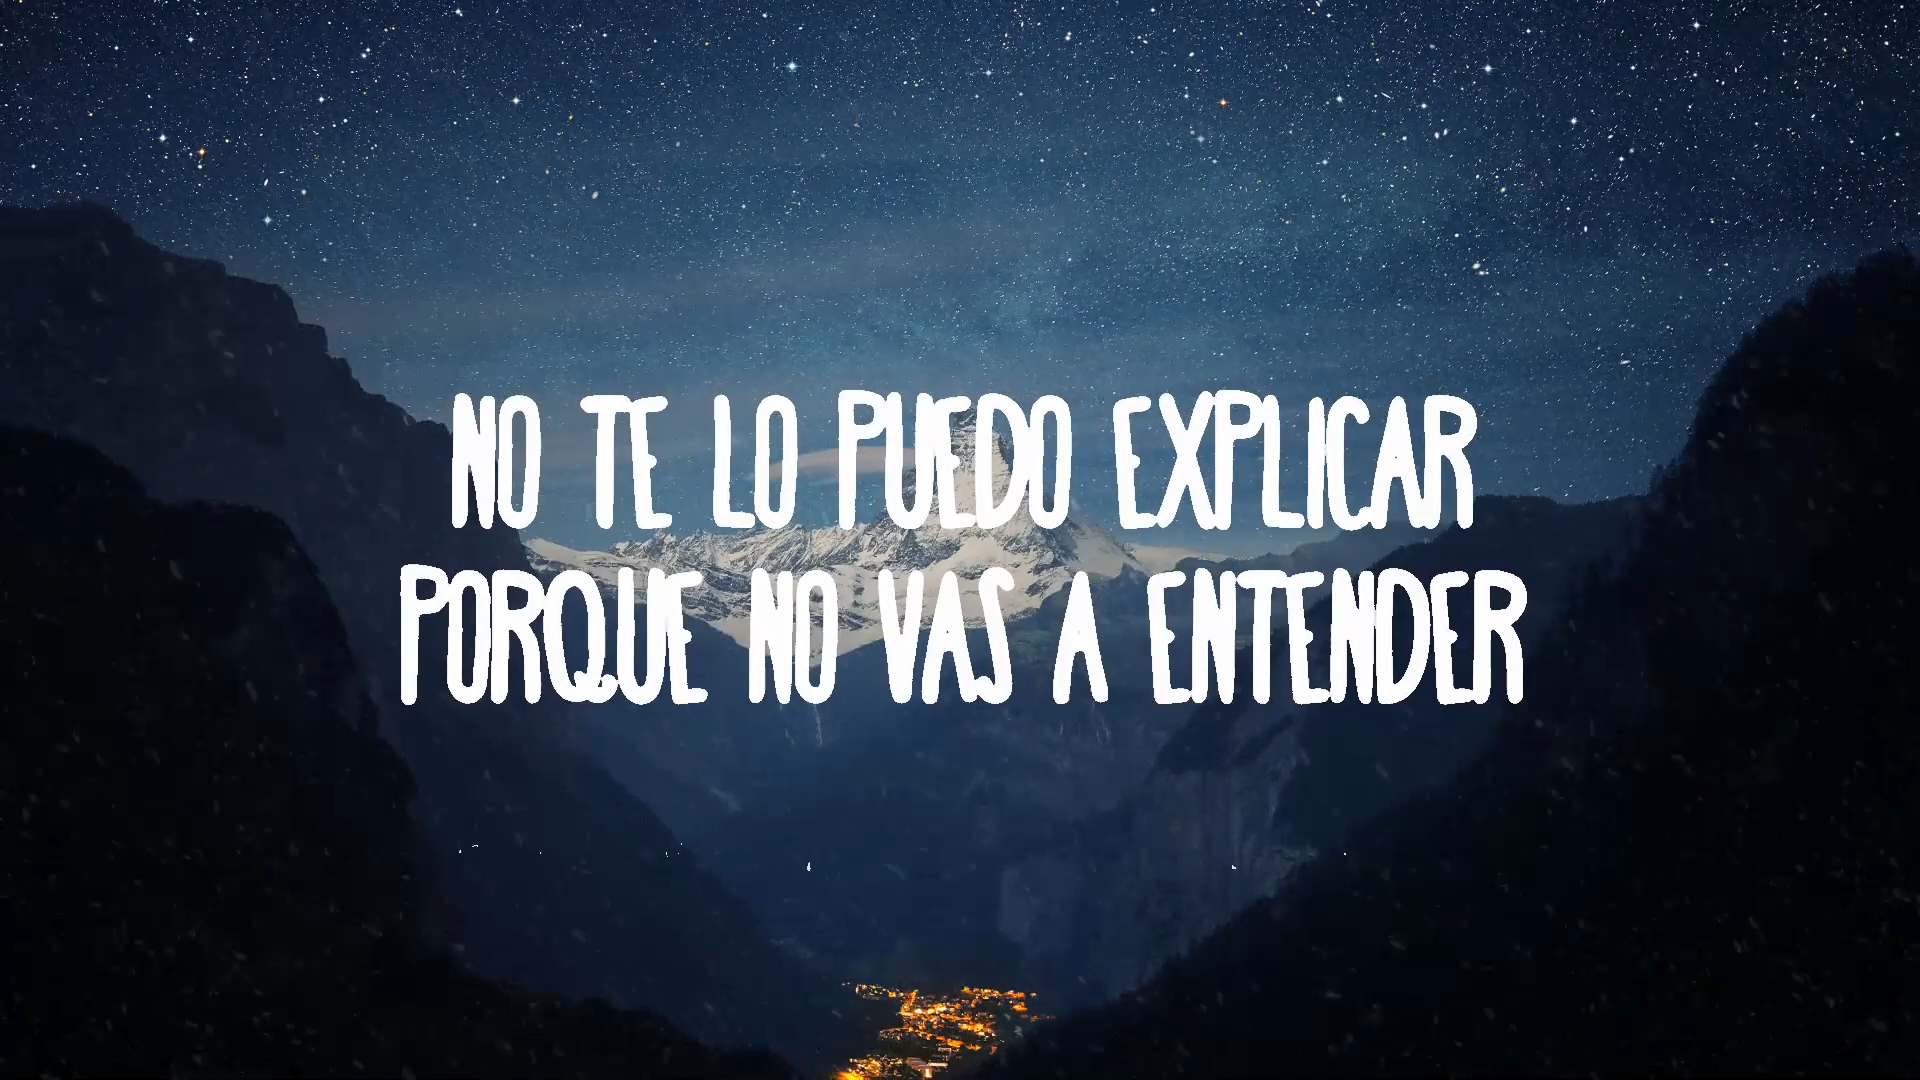 NO TE LO PUEDO EXPLICAR
PORQUE NO VAS A ENTENDER